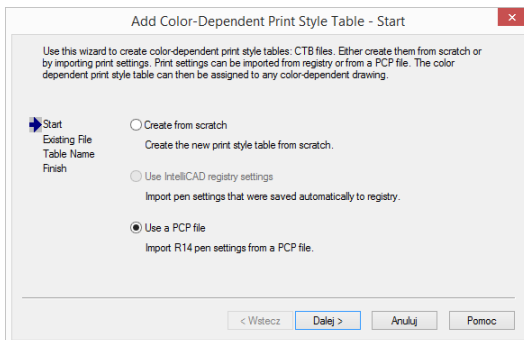 Add Color-Dependent Print Style Table - Start
Use this wizard to create color-dependent print style tables: CTB files. Either create them from scratch or
by importing print settings. Print settings can be imported from registry or from a PCP file. The color
dependent print style table can then be assigned to any color-dependent drawing.
Start
Existing File
Table Name
Finish
Create from scratch
Create the new print style table from scratch.
Use IntelliCAD registry settings
Import pen settings that were saved automatically to registry.
Use a PCP file
Import R14 pen settings from a PCP file.
< Wstecz Dalej > Anuluj Pomoc